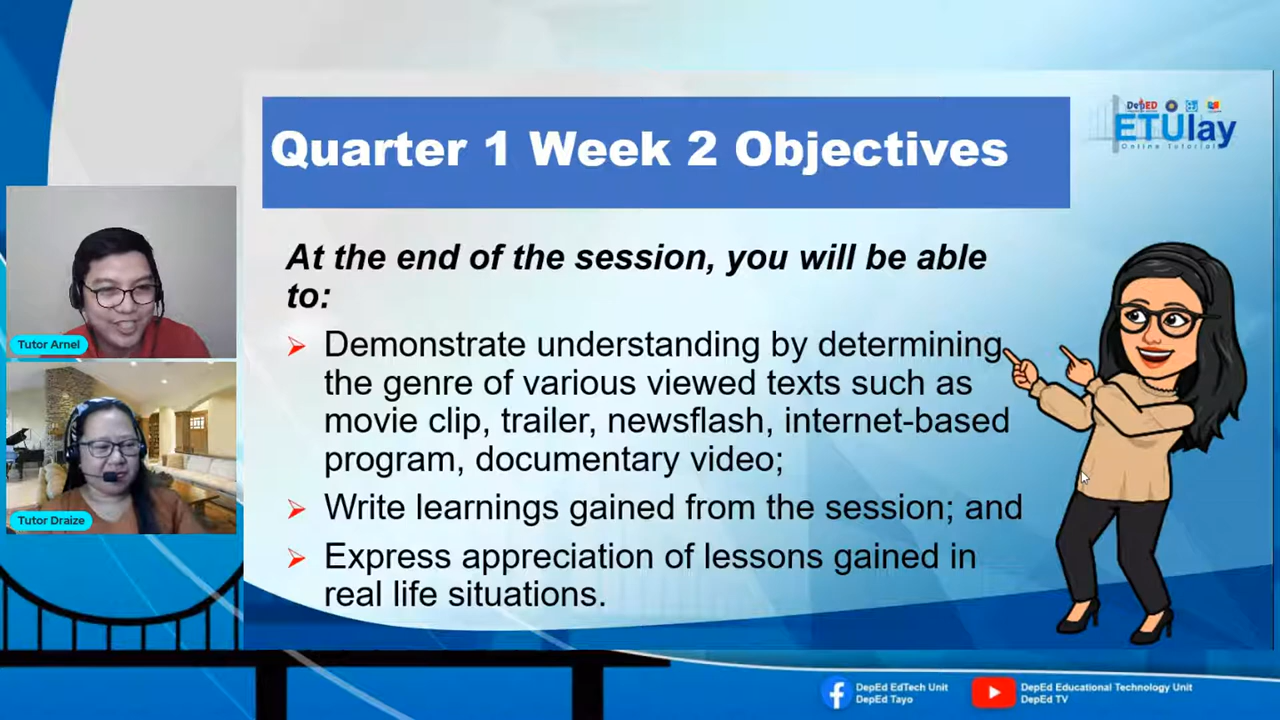 Quarter 1 Week 2 Objectives
DepED
ETUlay
Online Tutorial
At the end of the session, you will be able
to:
Demonstrate understanding by determining
the genre of various viewed texts such as
movie clip, trailer, newsflash, internet-based
program, documentary video;
Write learnings gained from the session; and
Express appreciation of lessons gained in
real life situations.
Tutor Arnel
Tutor Draize
DepEd EdTech Unit
DepEd Tayo
DepEd Educational Technology Unit
DepEd TV